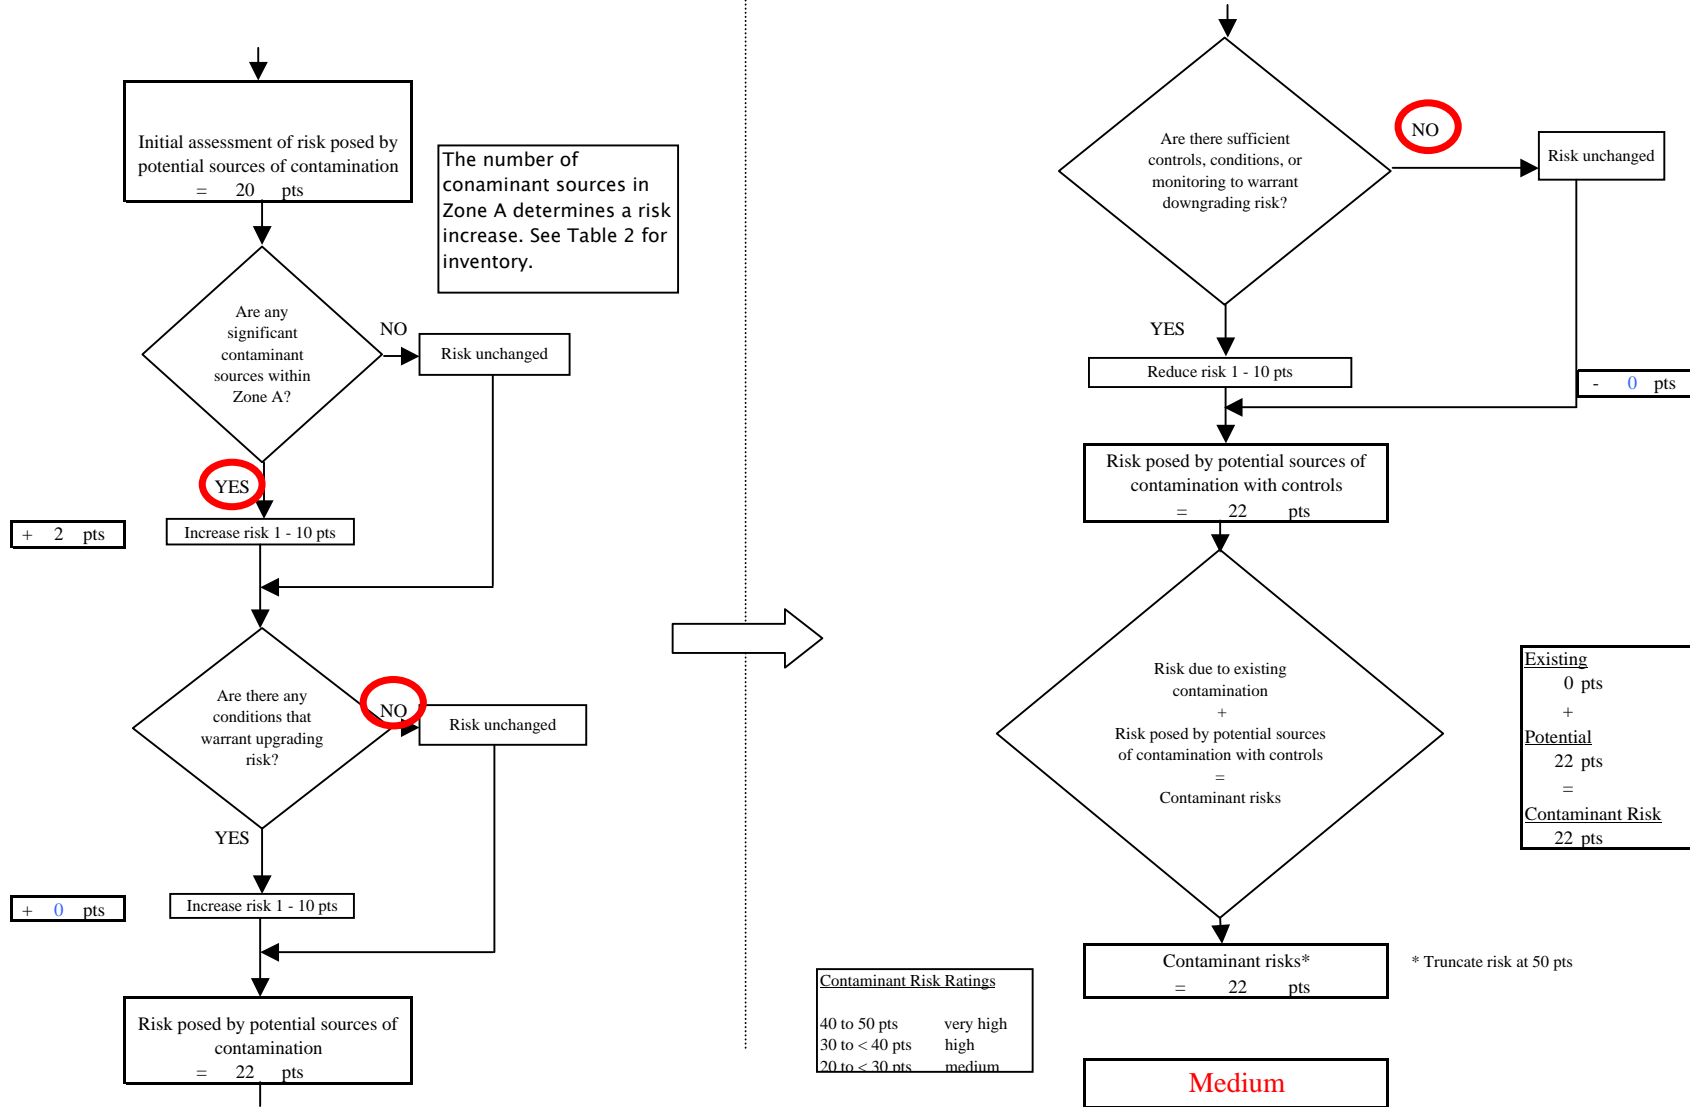 Initial assessment of risk posed by
potential sources of contamination
= 20 pts
The number of
conaminant sources in
Zone A determines a risk
increase. See Table 2 for
inventory.
Are any
significant
contaminant
sources within
Zone A?
NO
Risk unchanged
YES
+ 2 pts
Increase risk 1 - 10 pts
Are there any
conditions that
warrant upgrading
risk?
NO
Risk unchanged
YES
+ 0 pts
Increase risk 1 - 10 pts
Risk posed by potential sources of
contamination
= 22 pts
Are there sufficient
controls, conditions, or
monitoring to warrant
downgrading risk?
NO
Risk unchanged
YES
Reduce risk 1 - 10 pts
- 0 pts
Risk posed by potential sources of
contamination with controls
= 22 pts
Risk due to existing
contamination
+
Risk posed by potential sources
of contamination with controls
=
Contaminant risks
Existing
0 pts
+
Potential
22 pts
=
Contaminant Risk
22 pts
Contaminant risks*
= 22 pts
* Truncate risk at 50 pts
Contaminant Risk Ratings
40 to 50 pts very high
30 to < 40 pts high
20 to < 30 pts medium
Medium